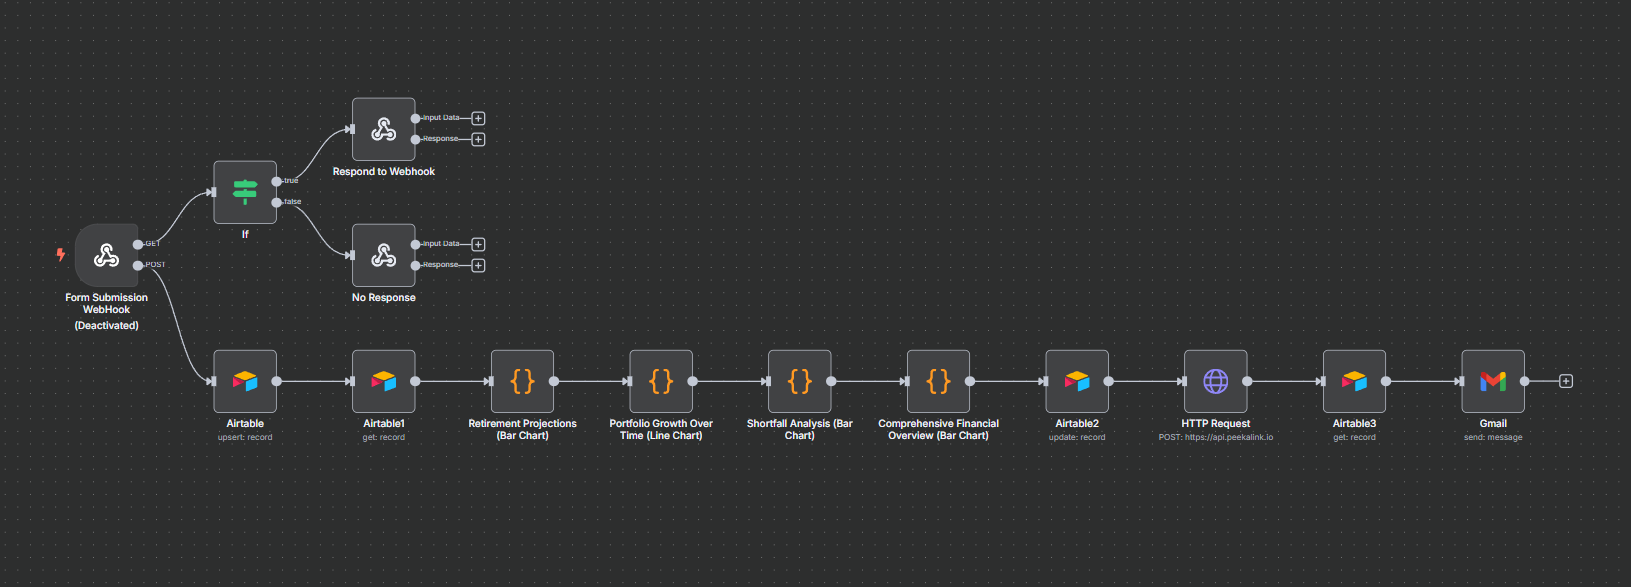 Input Data
Response
Respond to Webhook
true
false
If
Input Data
Response
No Response
GET
POST
Form Submission
WebHook
(Deactivated)
Airtable
upsert: record
Airtable1
get: record
Retirement Projections
(Bar Chart)
Portfolio Growth Over
Time (Line Chart)
Shortfall Analysis (Bar
Chart)
Comprehensive Financial
Overview (Bar Chart)
Airtable2
update: record
HTTP Request
POST: https://api.peekalink.io
Airtable3
get: record
Gmail
send: message